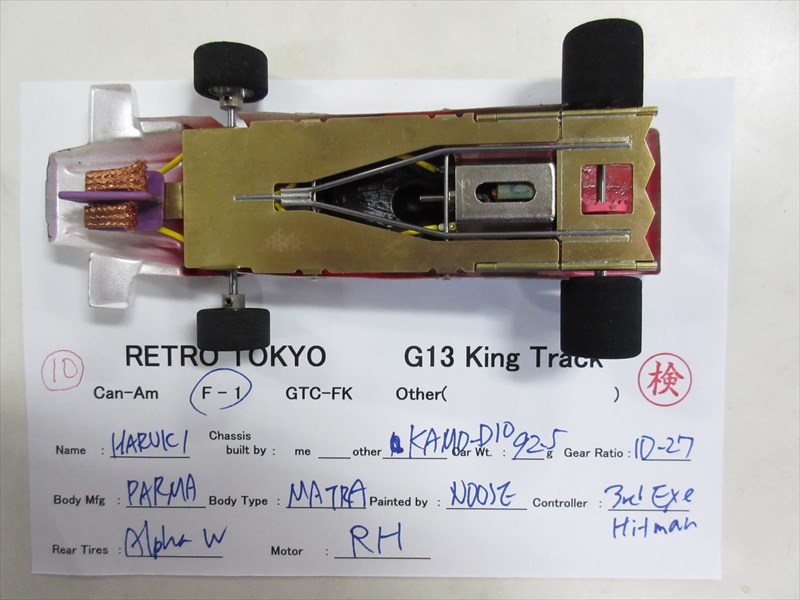 RETRO TOKYO G13 King Track
10 検
Can-Am F-1 GTC-FK Other( )
Name : HARUKI Chassis built by : me other KAMO-D10 Car Wt. : 92.5 g Gear Ratio : 10-27
Body Mfg : PARMA Body Type : MATRA Painted by : NOOSE Controller : 3rd Exe
Hitman
Rear Tires : Alpha W Motor : RH